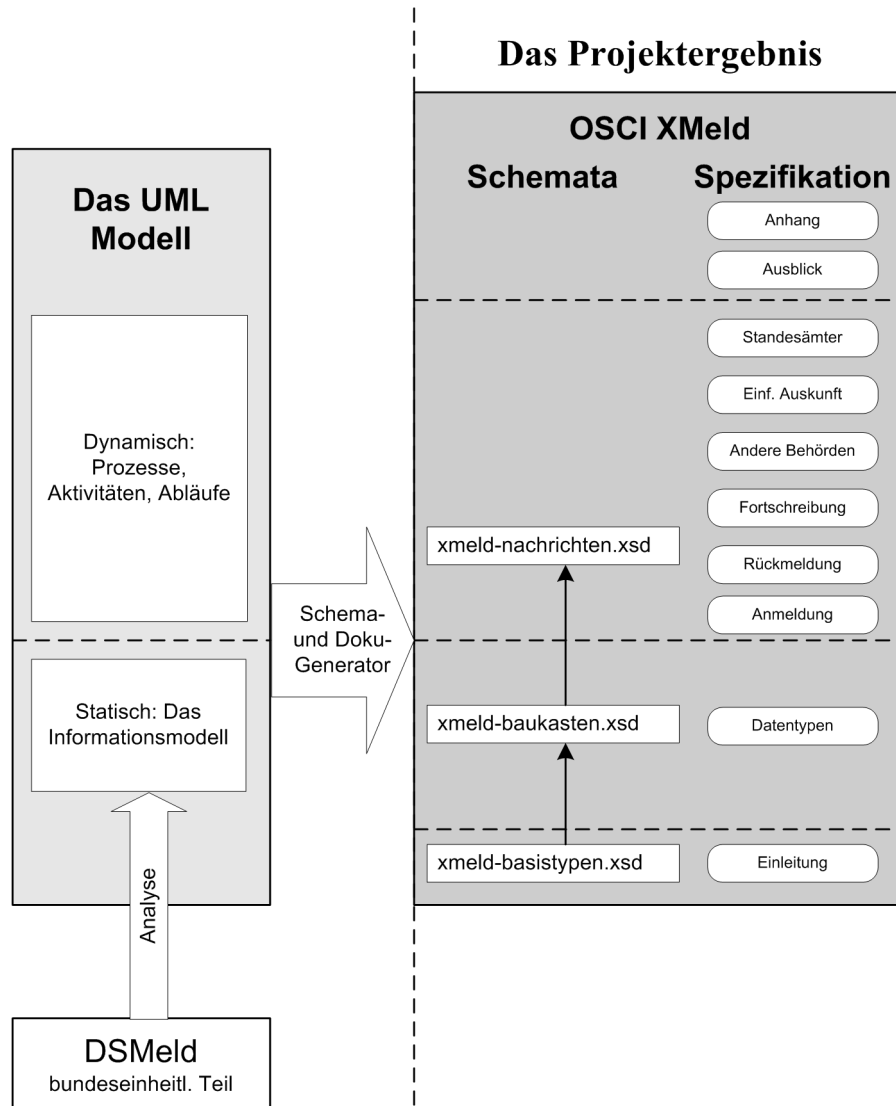 Das Projektergebnis
Das UML
Modell
Dynamisch:
Prozesse,
Aktivitäten, Abläufe
Statisch: Das
Informationsmodell
Analyse
DSMeld
bundeseinheitl. Teil
Schema-
und Doku-
Generator
OSCI XMeld
Schemata
Spezifikation
Anhang
Ausblick
Standesämter
Einf. Auskunft
Andere Behörden
Fortschreibung
xmeld-nachrichten.xsd
Rückmeldung
Anmeldung
xmeld-baukasten.xsd
Datentypen
xmeld-basistypen.xsd
Einleitung